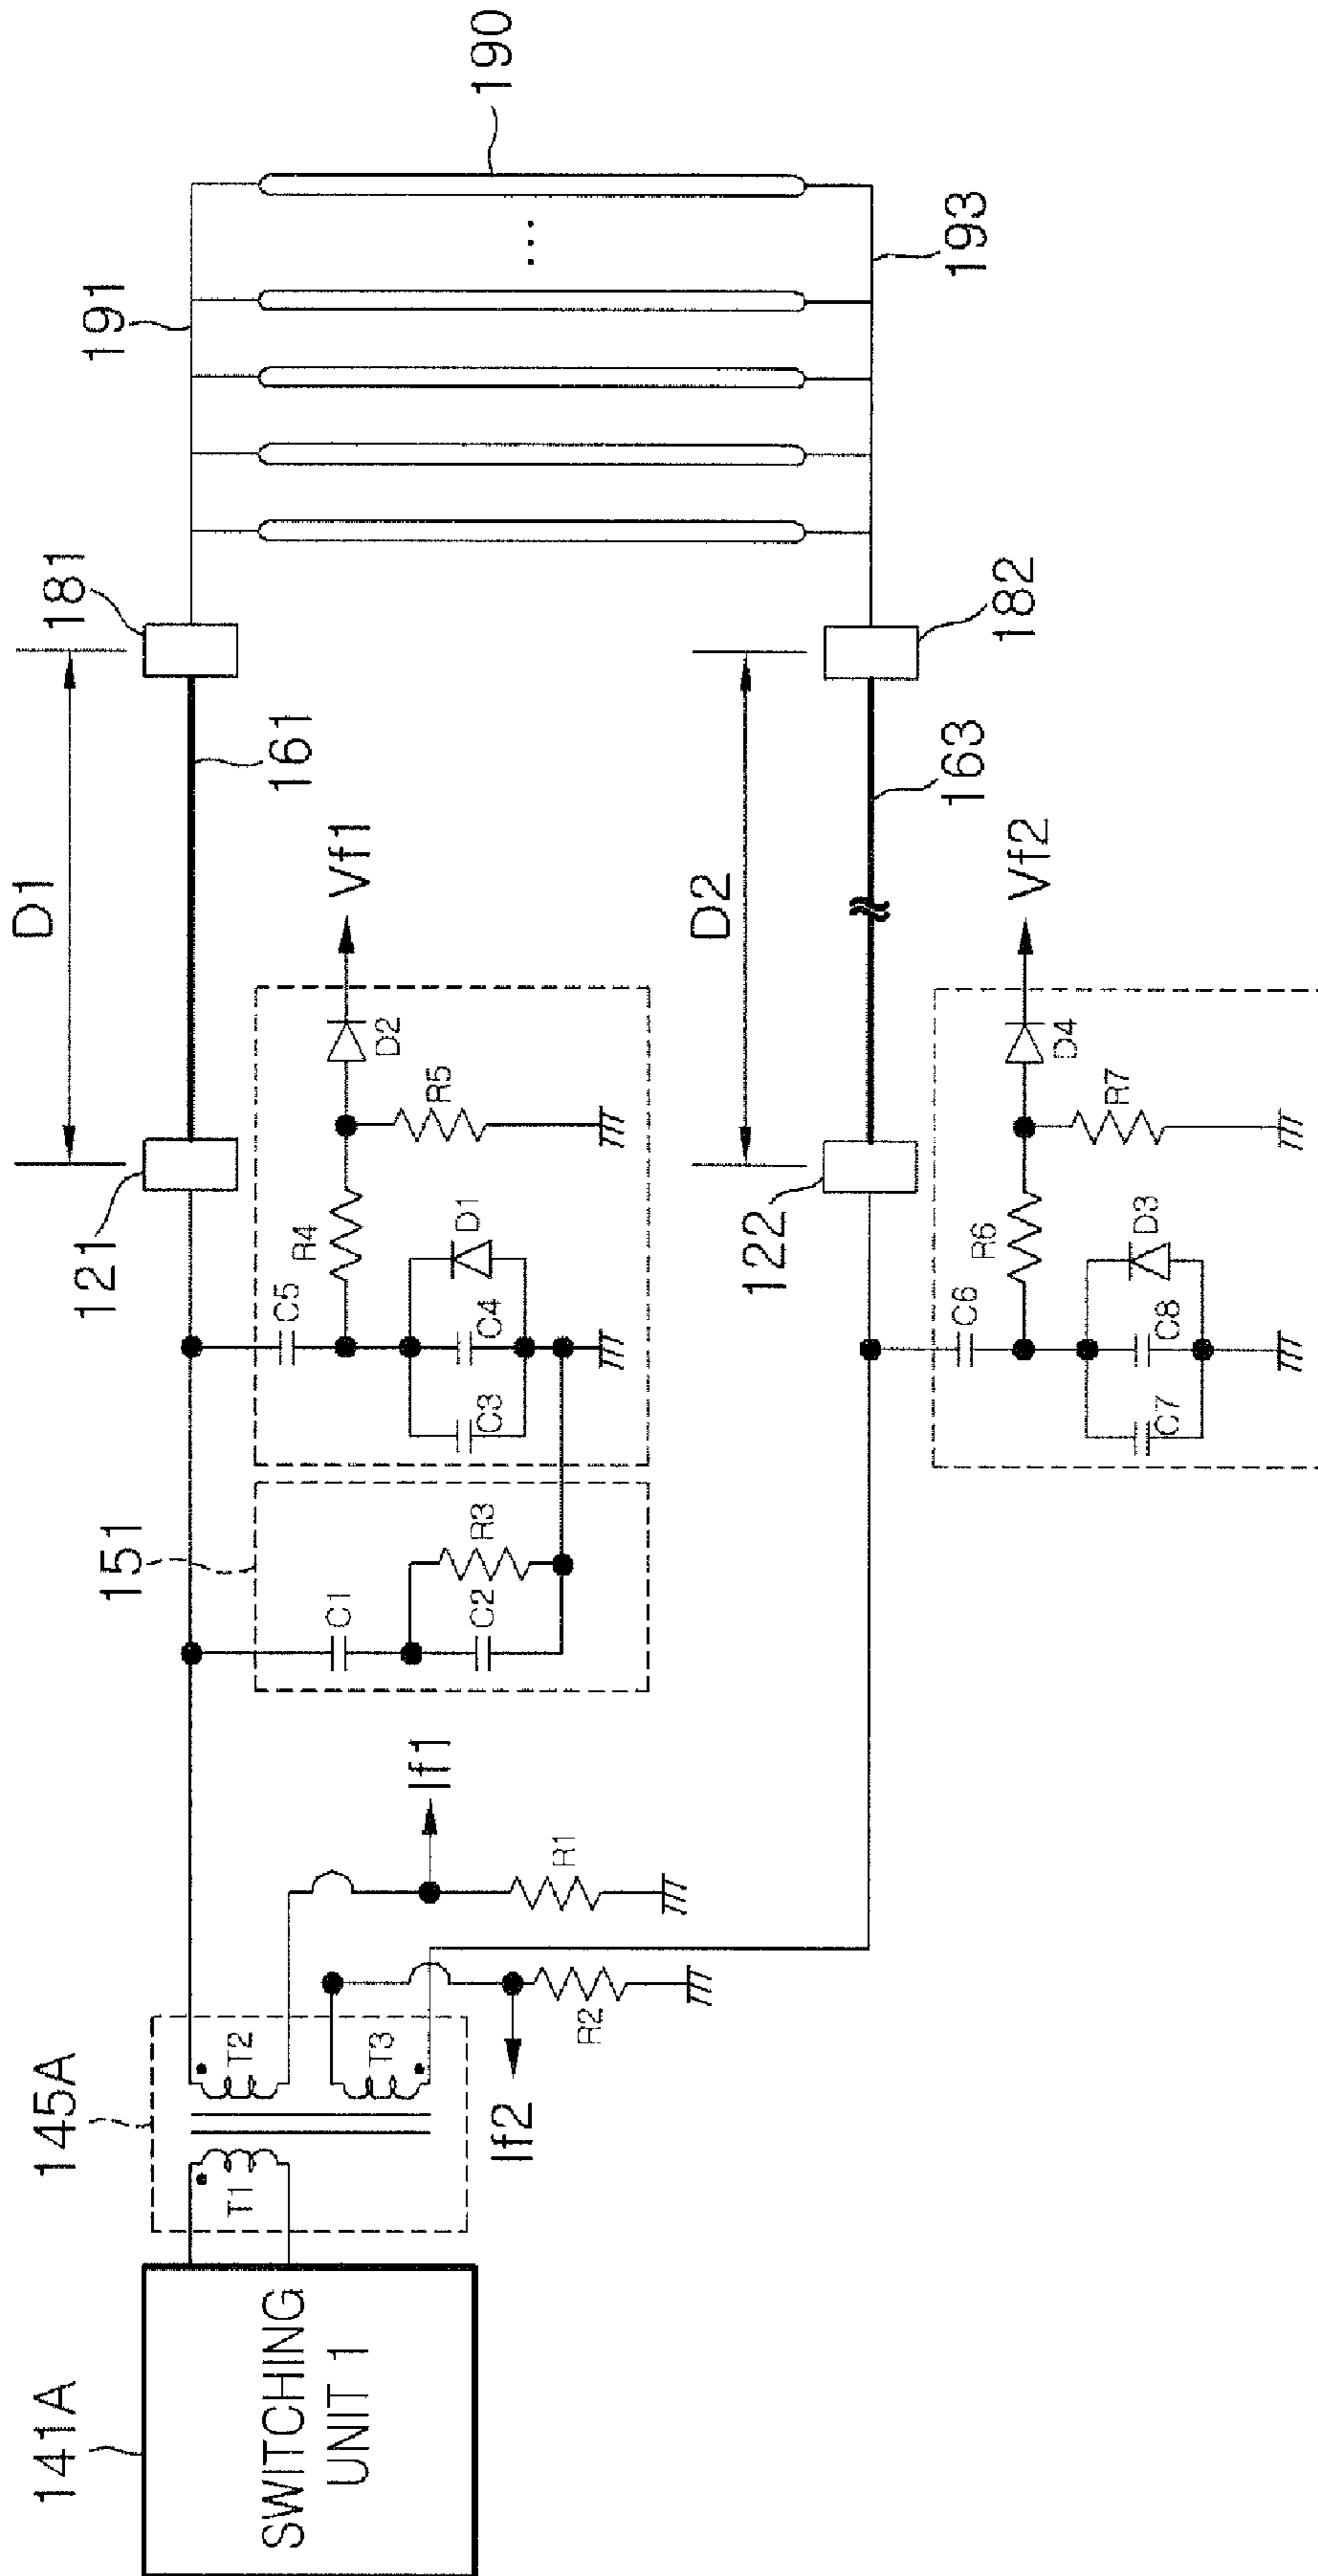 141A
SWITCHING
UNIT 1
145A
T1
T2
T3
If1
If2
R1
R2
151
C1
C2
R3
C5
C3
C4
D1
R4
R5
D2
Vf1
121
D1
161
181
191
190
193
122
D2
163
182
C6
C7
C8
D3
R6
R7
D4
Vf2
...